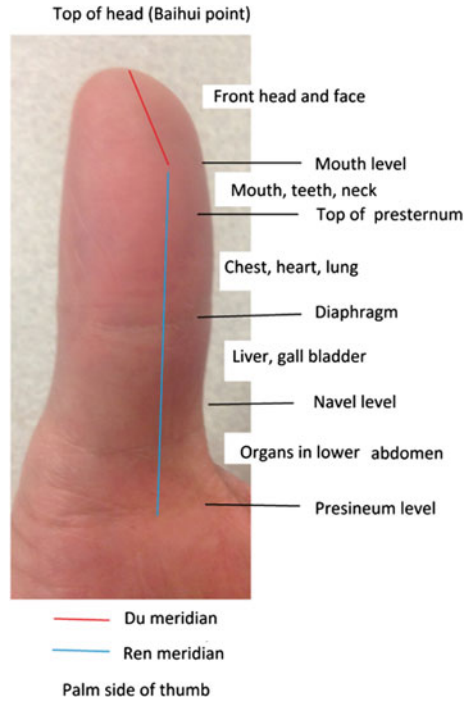 Top of head (Baihui point)
Front head and face
Mouth level
Mouth, teeth, neck
Top of presternum
Chest, heart, lung
Diaphragm
Liver, gall bladder
Navel level
Organs in lower abdomen
Presineum level
Du meridian
Ren meridian
Palm side of thumb